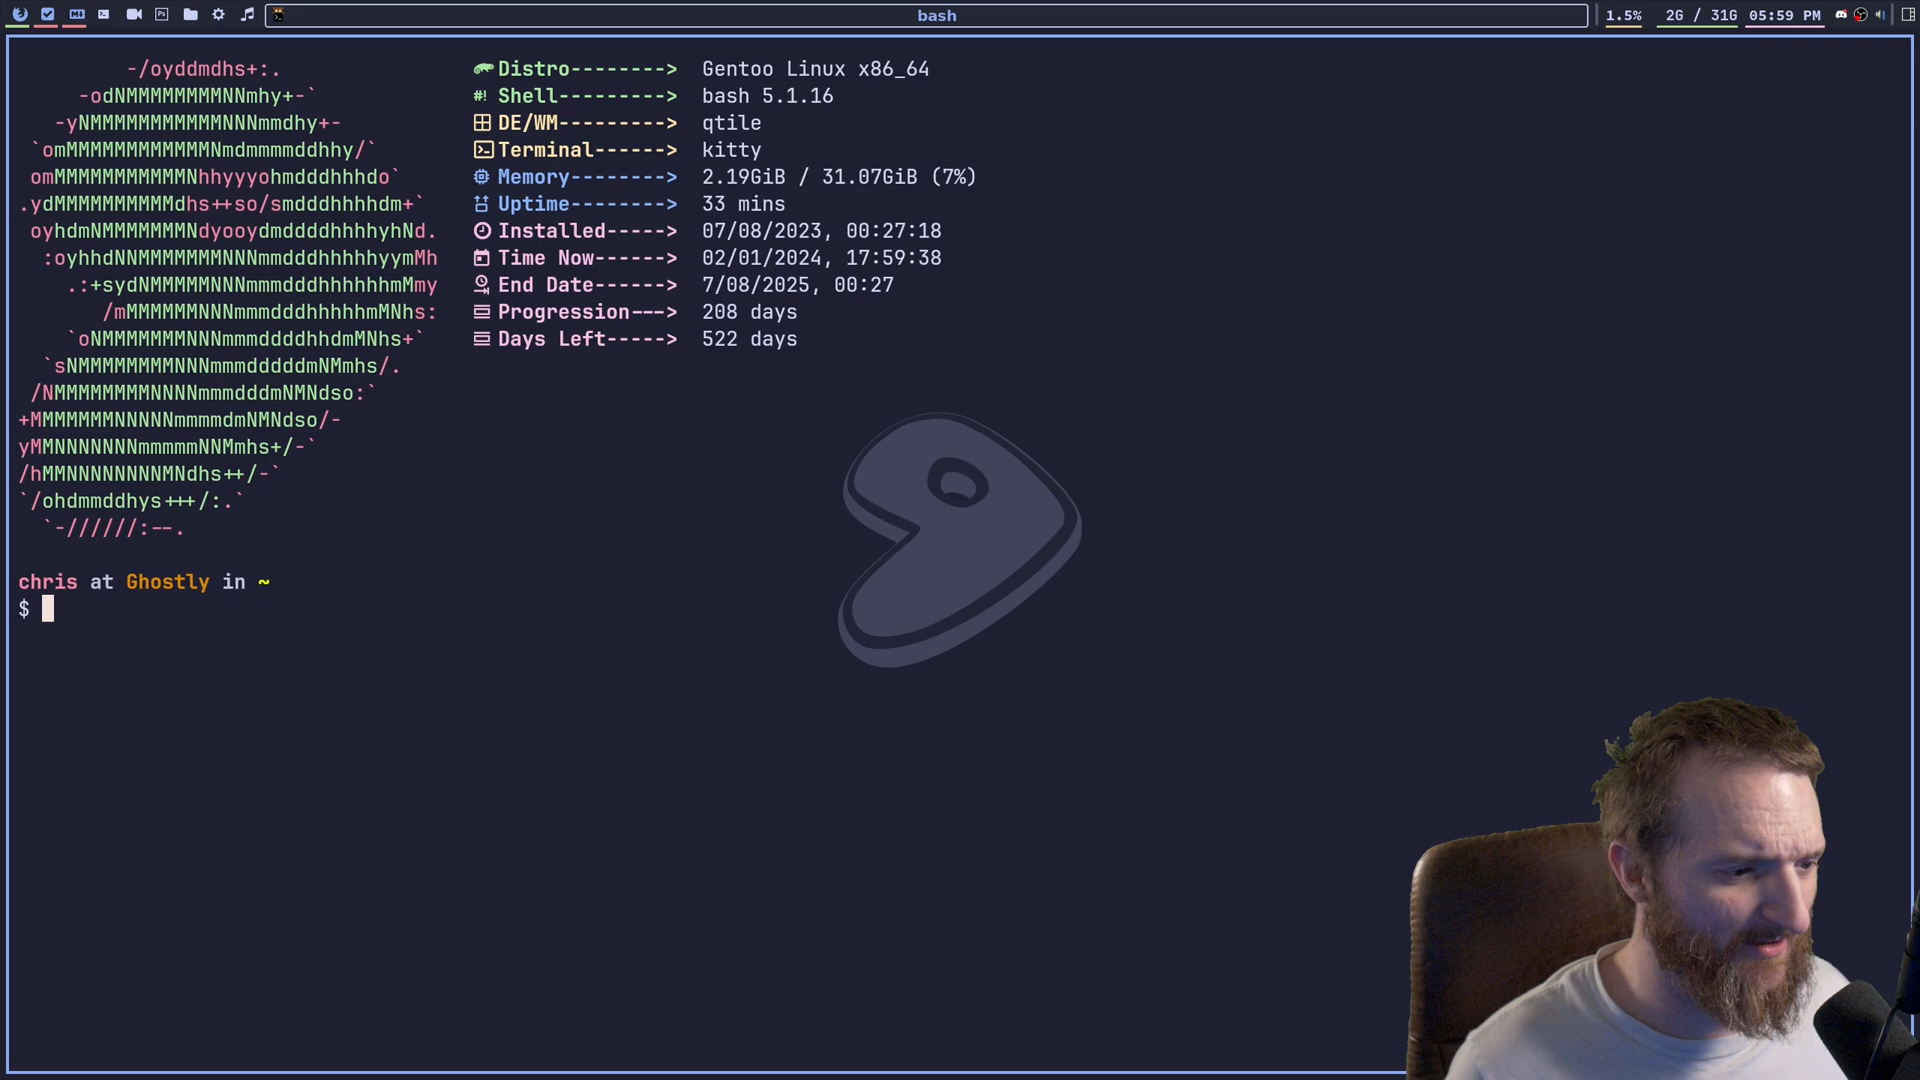 bash
1.5% 2G / 31G 05:59 PM
-/oyddmdhs+:.
-odNMMMMMMMMNNmhy+-`
-yNMMMMMMMMMMMNNNmmdhy+-
`omMMMMMMMMMMMMNmdmmmmddhhy/`
omMMMMMMMMMMMNhhyyyohmdddhhhdo`
.ydMMMMMMMMMMdhs++so/smdddhhhhdm+`
oyhdmNMMMMMMMNdyooydmddddhhhhyhNd.
:oyhhdNNMMMMMMMNNNmmdddhhhhhyymMh
.:+sydNMMMMMNNNmmmdddhhhhhhmMmy
/mMMMMMMNNNmmmdddhhhhhmMNhs:
`oNMMMMMMNNNmmmddddhhdmMNhs+`
`sNMMMMMMMMNNNmmmdddddmNMmhs/.
/NMMMMMMMMNNNNmmmdddmNMNdso:`
+MMMMMMMNNNNNmmmmdmNMNdso/-
yMMNNNNNNNmmmmmNNMmhs+/-`
/hMMNNNNNNNNMNdhs++/-`
`/ohdmmddhys+++/:.`
`-//////:--.
Distro--------> Gentoo Linux x86_64
#! Shell---------> bash 5.1.16
DE/WM---------> qtile
Terminal------> kitty
Memory--------> 2.19GiB / 31.07GiB (7%)
Uptime--------> 33 mins
Installed-----> 07/08/2023, 00:27:18
Time Now------> 02/01/2024, 17:59:38
End Date------> 7/08/2025, 00:27
Progression---> 208 days
Days Left-----> 522 days
chris at Ghostly in ~
$